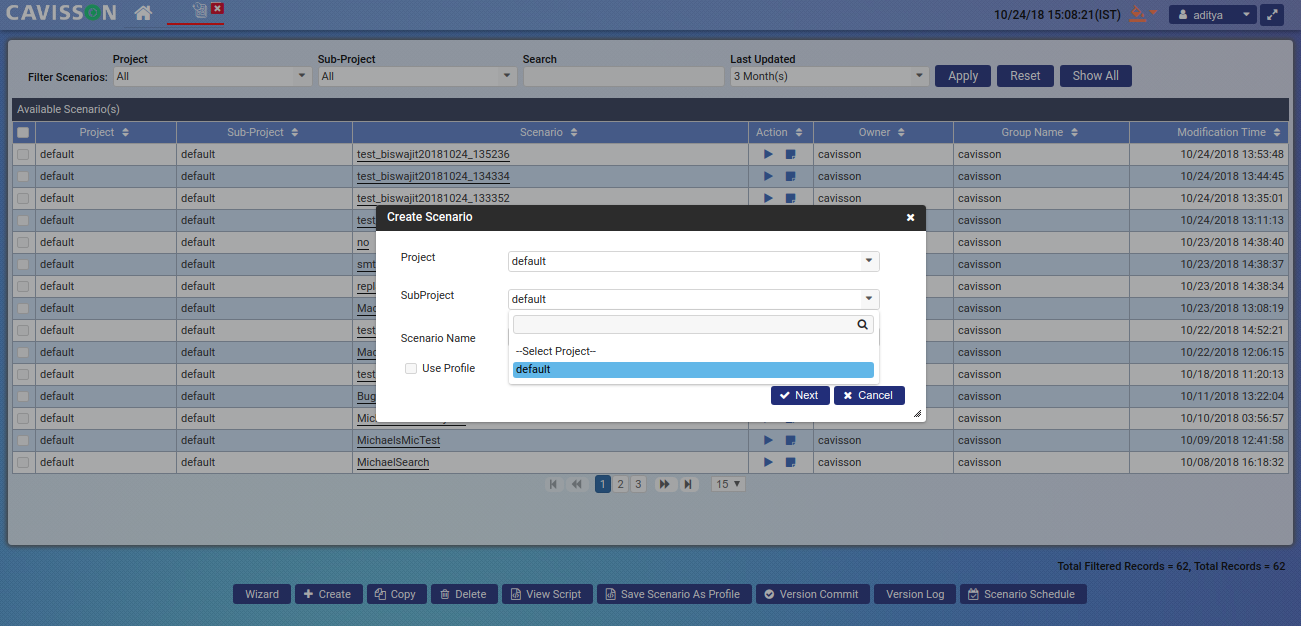 CAVISSON 10/24/18 15:08:21(IST) aditya
Project Sub-Project Search Last Updated
Filter Scenarios: All All 3 Month(s) Apply Reset Show All
Available Scenario(s)
Project Sub-Project Scenario Action Owner Group Name Modification Time
default default test_biswajit20181024_135236 cavisson cavisson 10/24/2018 13:53:48
default default test_biswajit20181024_134334 cavisson cavisson 10/24/2018 13:44:45
default default test_biswajit20181024_133352 cavisson cavisson 10/24/2018 13:35:01
default default test cavisson 10/24/2018 13:11:13
default default no cavisson 10/23/2018 14:38:40
default default smt cavisson 10/23/2018 14:38:37
default default repl cavisson 10/23/2018 14:38:34
default default Mac cavisson 10/23/2018 13:08:19
default default test cavisson 10/22/2018 14:52:21
default default Mac cavisson 10/22/2018 12:06:15
default default test cavisson 10/18/2018 11:20:13
default default Bug cavisson 10/11/2018 13:22:04
default default cavisson cavisson 10/10/2018 03:56:57
default default MichaelsMicTest cavisson cavisson 10/09/2018 12:41:58
default default MichaelSearch cavisson cavisson 10/08/2018 16:18:32
Create Scenario
Project default
SubProject default
--Select Project--
Scenario Name
default
Use Profile
Next Cancel
1 2 3 15
Total Filtered Records = 62, Total Records = 62
Wizard Create Copy Delete View Script Save Scenario As Profile Version Commit Version Log Scenario Schedule